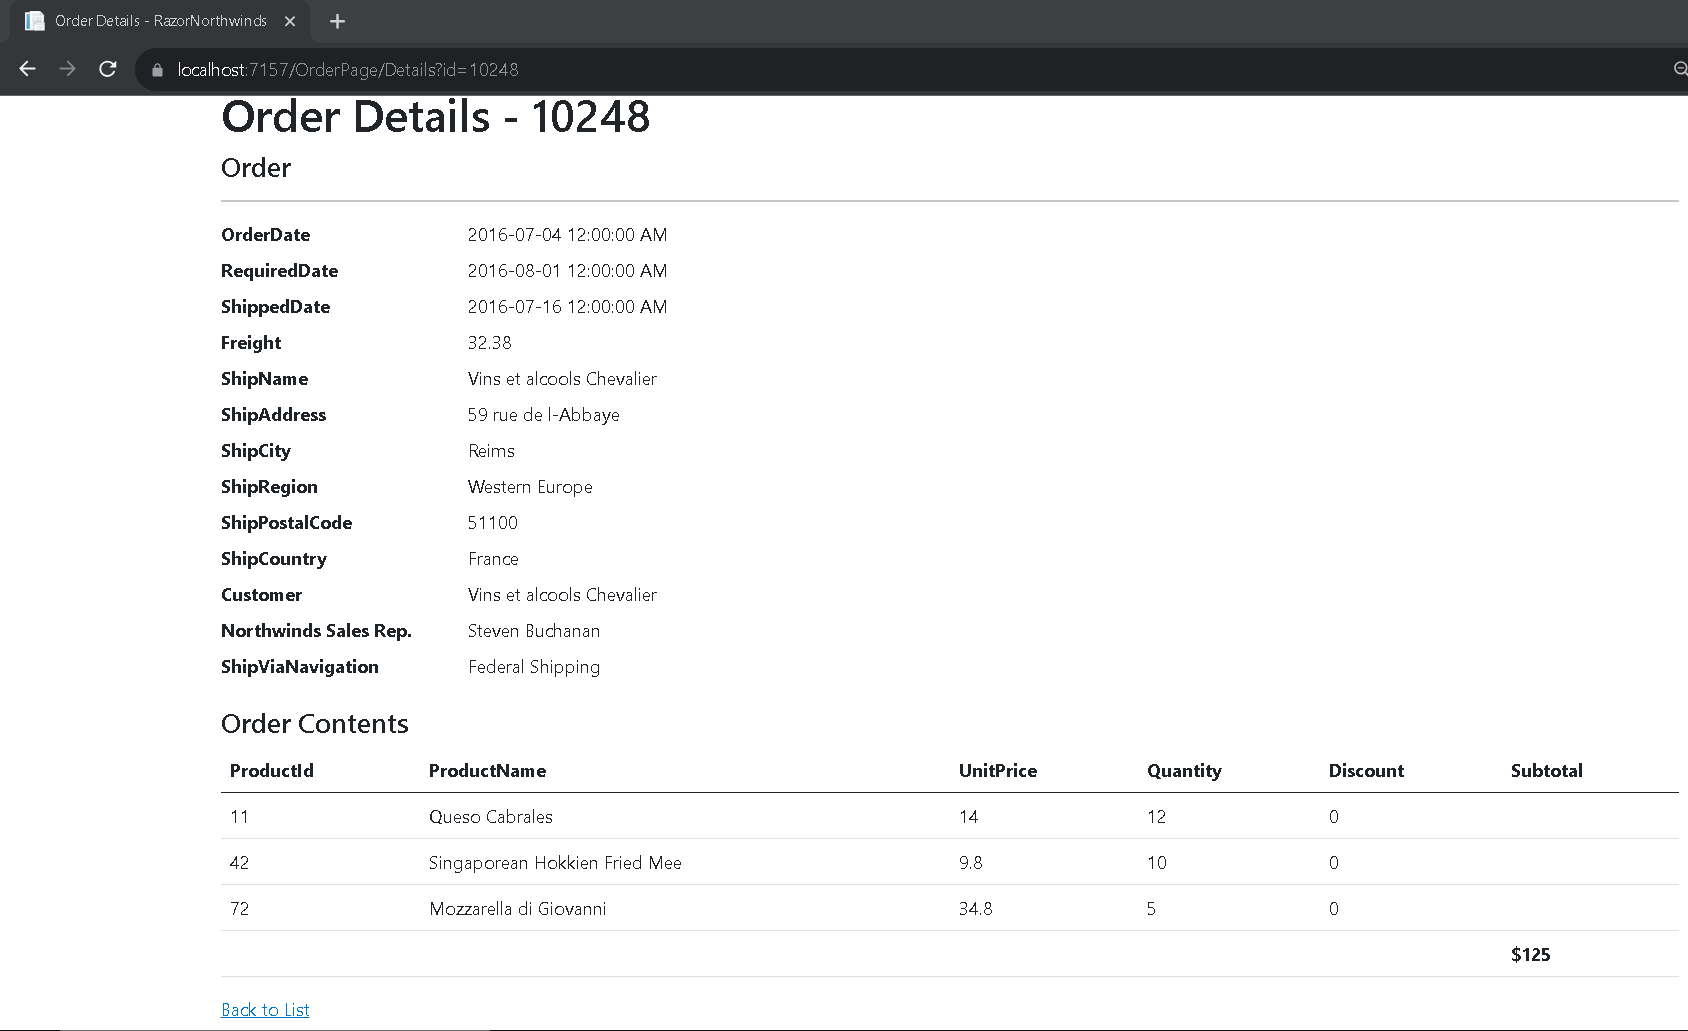 Order Details - RazorNorthwinds
localhost:7157/OrderPage/Details?id=10248
Order Details - 10248
Order
OrderDate 2016-07-04 12:00:00 AM
RequiredDate 2016-08-01 12:00:00 AM
ShippedDate 2016-07-16 12:00:00 AM
Freight 32.38
ShipName Vins et alcools Chevalier
ShipAddress 59 rue de l-Abbaye
ShipCity Reims
ShipRegion Western Europe
ShipPostalCode 51100
ShipCountry France
Customer Vins et alcools Chevalier
Northwinds Sales Rep. Steven Buchanan
ShipViaNavigation Federal Shipping
Order Contents
ProductId ProductName UnitPrice Quantity Discount Subtotal
11 Queso Cabrales 14 12 0
42 Singaporean Hokkien Fried Mee 9.8 10 0
72 Mozzarella di Giovanni 34.8 5 0
$125
Back to List